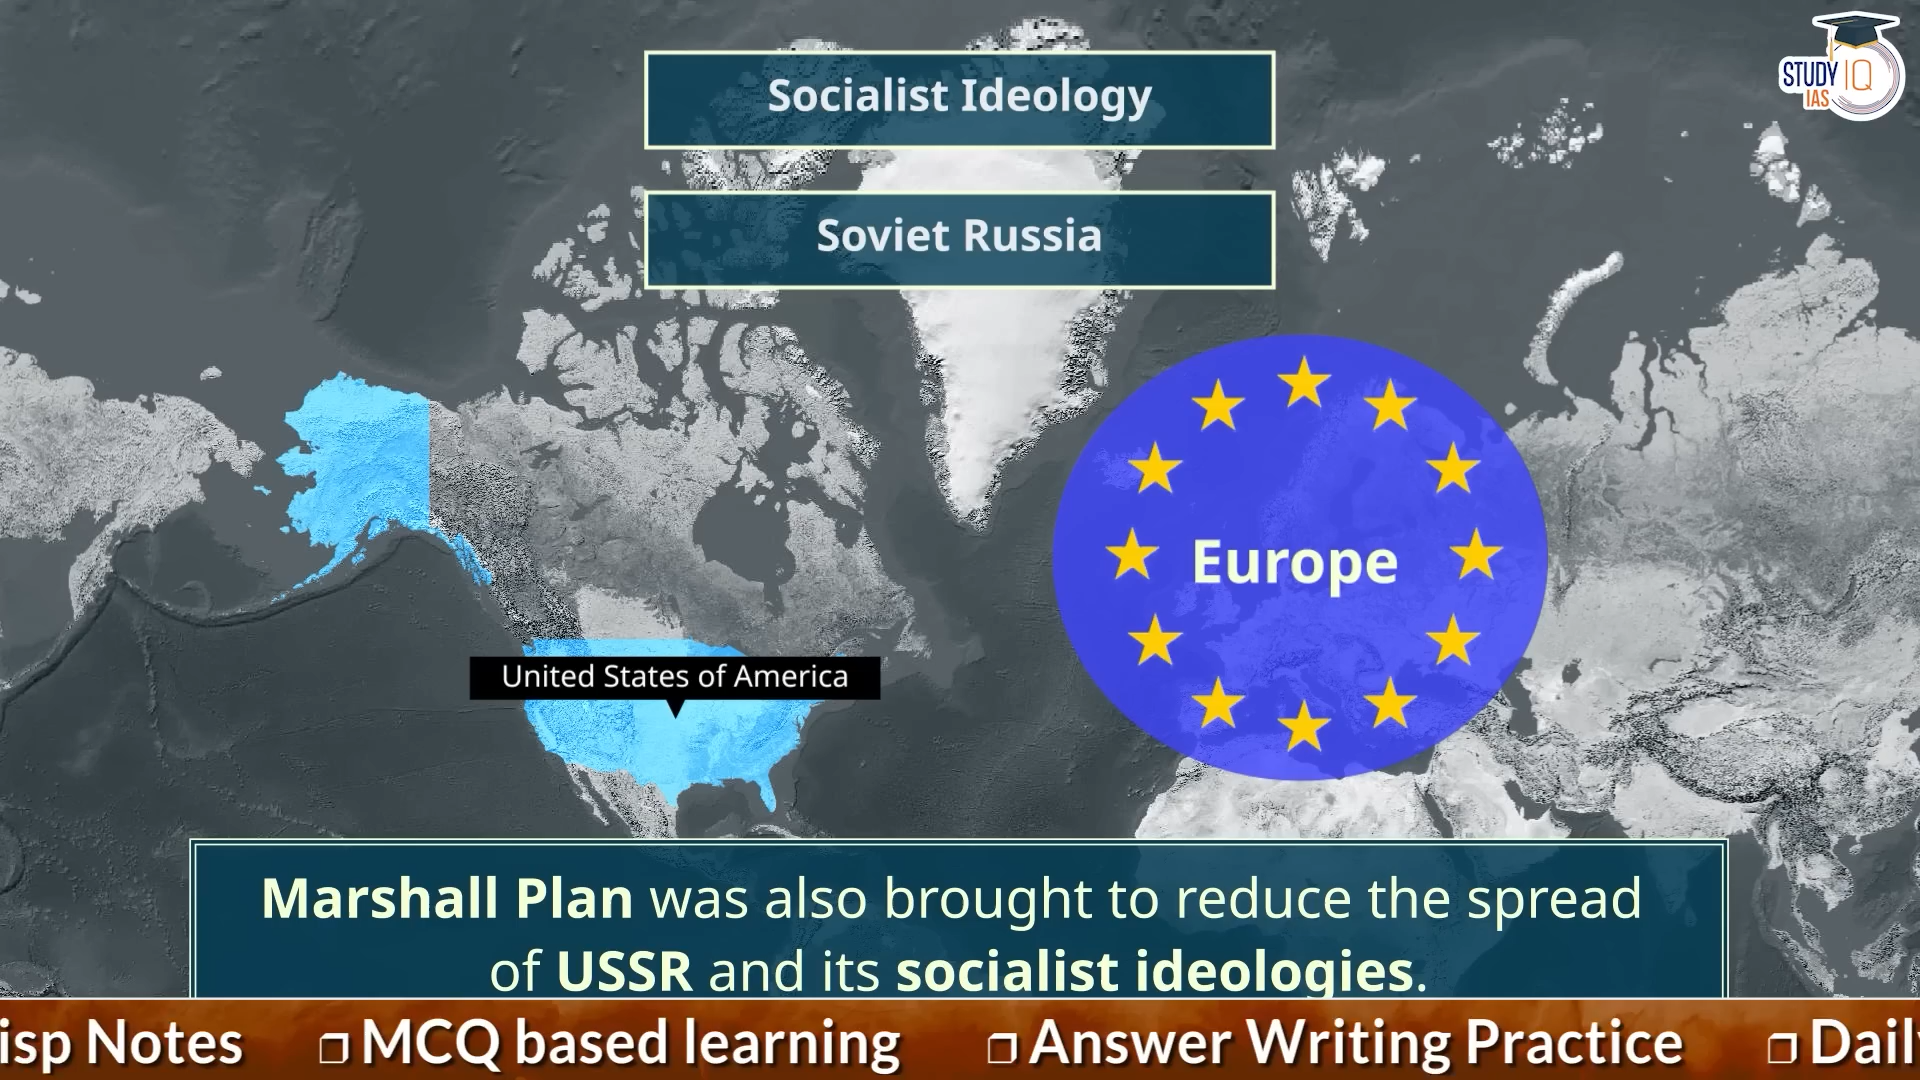 Socialist Ideology
STUDY IQ
IAS
Soviet Russia
Europe
United States of America
Marshall Plan was also brought to reduce the spread
of USSR and its socialist ideologies.
isp Notes ❐ MCQ based learning ❐ Answer Writing Practice ❐ Daily